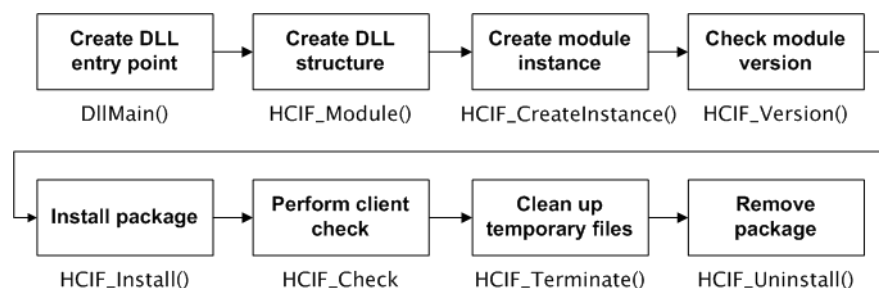 Create DLL
entry point
DllMain()
Create DLL
structure
HCIF_Module()
Create module
instance
HCIF_CreateInstance()
Check module
version
HCIF_Version()
Install package
HCIF_Install()
Perform client
check
HCIF_Check
Clean up
temporary files
HCIF_Terminate()
Remove
package
HCIF_Uninstall()